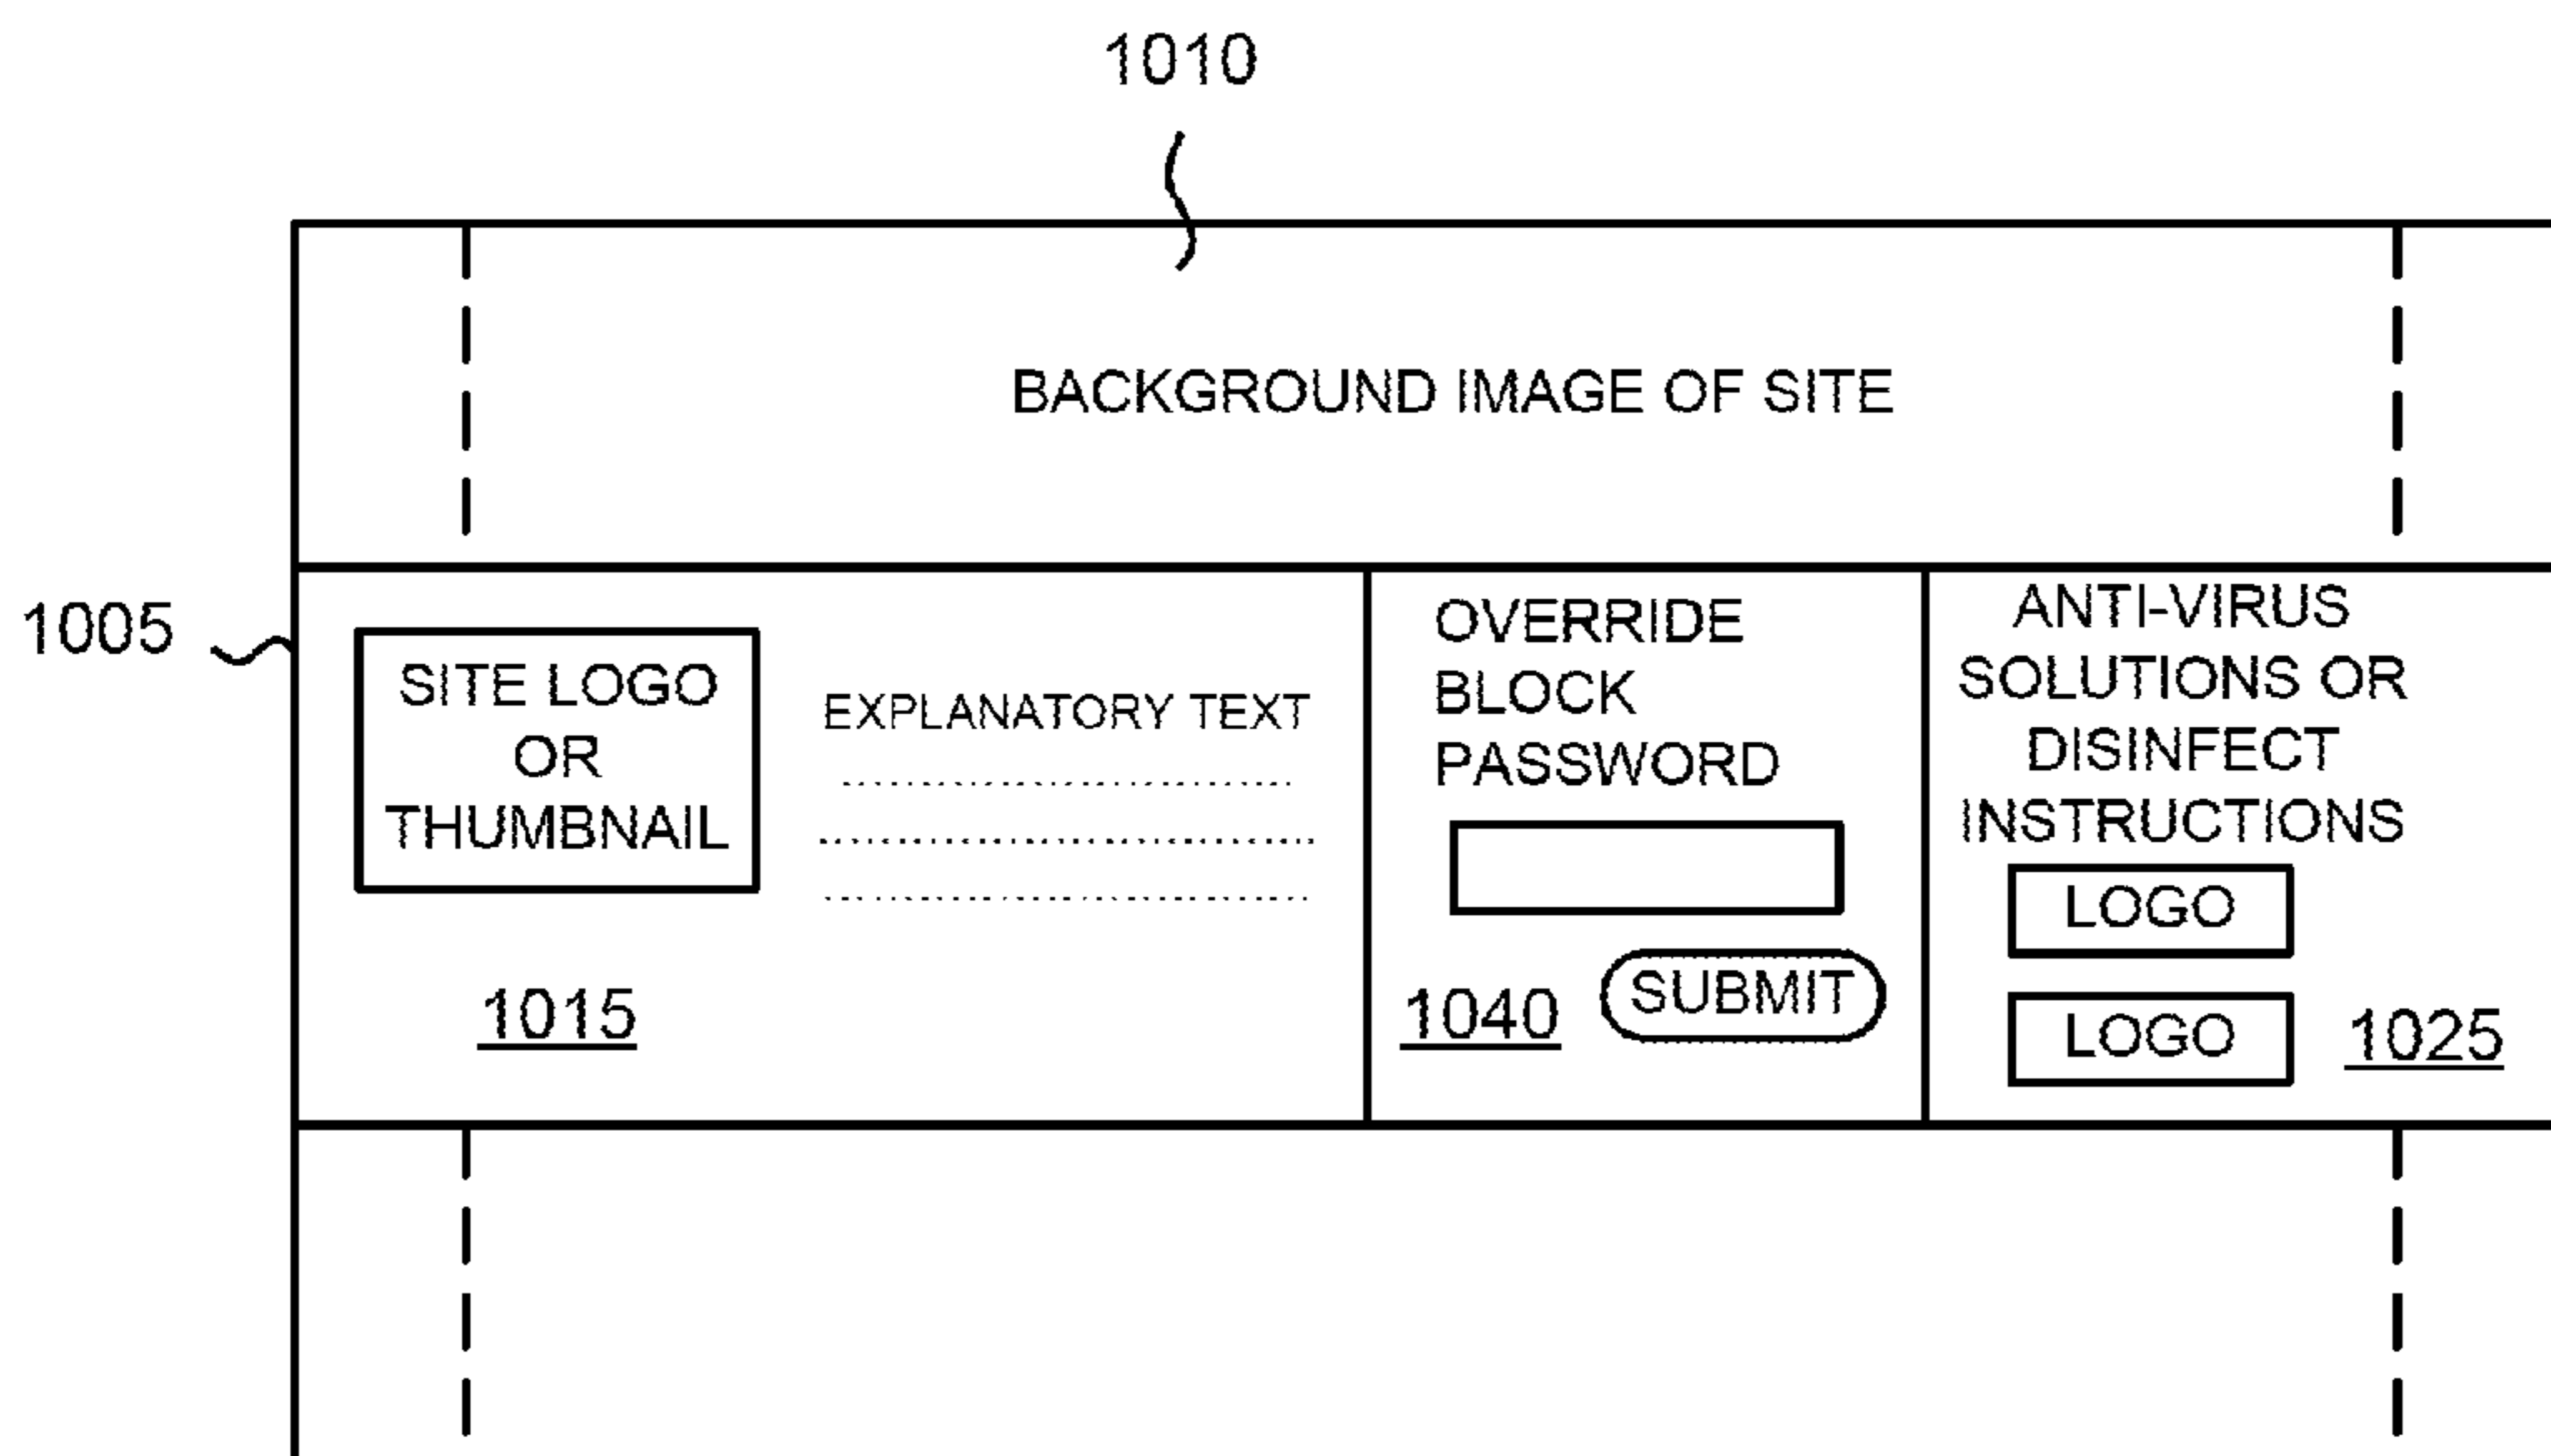 1010
BACKGROUND IMAGE OF SITE
1005
SITE LOGO
OR
THUMBNAIL
EXPLANATORY TEXT
1015
OVERRIDE
BLOCK
PASSWORD
SUBMIT
1040
ANTI-VIRUS
SOLUTIONS OR
DISINFECT
INSTRUCTIONS
LOGO
LOGO
1025